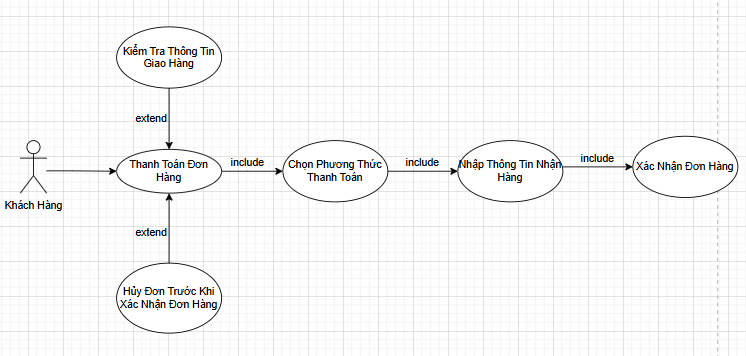 Kiểm Tra Thông Tin
Giao Hàng
extend
Khách Hàng
Thanh Toán Đơn
Hàng
include
Chọn Phương Thức
Thanh Toán
include
Nhập Thông Tin Nhận
Hàng
include
Xác Nhận Đơn Hàng
extend
Hủy Đơn Trước Khi
Xác Nhận Đơn Hàng